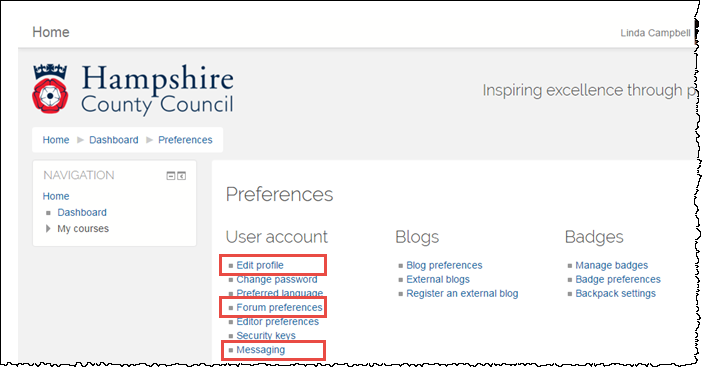 Home
Linda Campbell
Hampshire
County Council
Inspiring excellence through
Home Dashboard Preferences
NAVIGATION
Home
Dashboard
My courses
Preferences
User account
Edit profile
Change password
Preferred language
Forum preferences
Editor preferences
Security keys
Messaging
Blogs
Blog preferences
External blogs
Register an external blog
Badges
Manage badges
Badge preferences
Backpack settings